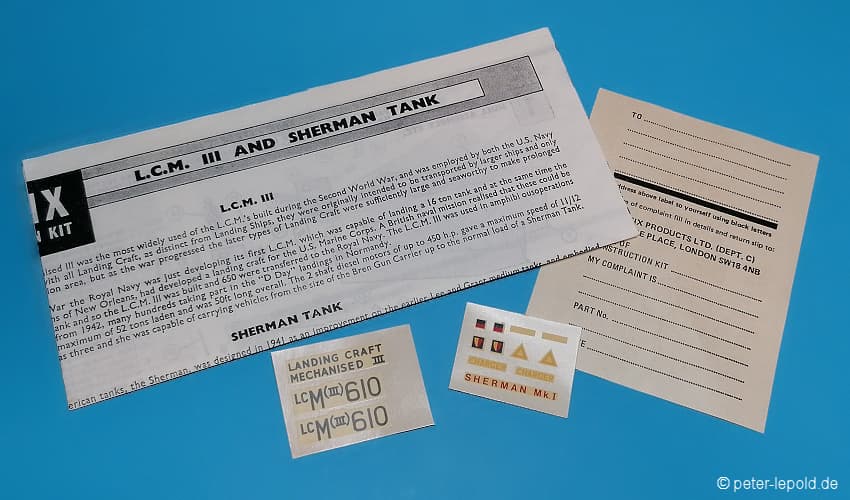 L.C.M. III AND SHERMAN TANK
IX
N KIT
L.C.M. III
ised III was the most widely used of the L.C.M.'s built during the Second World War, and was employed by both the U.S. Navy
ith all Landing Craft, as distinct from Landing Ships, they were originally intended to be transported by larger ships and only
ion area, but as the war progressed the later types of Landing Craft were sufficiently large and seaworthy to make prolonged
War the Royal Navy was just developing its first L.C.M. which was capable of landing a 16 ton tank and at the same time the
ns of New Orleans, had developed a landing craft for the U.S. Marine Corps. A British naval mission realised that these could be
ank and so the L.C.M. III was built and 650 were transferred to the Royal Navy. The L.C.M. III was used in amphibi ousoperations
from 1942, many hundreds taking part in the "D Day" landings in Normandy.
maximum of 52 tons laden and was 50ft long overall. The 2 shaft diesel motors of up to 450 h.p. gave a maximum speed of 11/12
as three and she was capable of carrying vehicles from the size of the Bren Gun Carrier up to the normal load of a Sherman Tank.
SHERMAN TANK
erican tanks, the Sherman, was designed in 1941 as an improvement on the earlier Lee and Grant medium tanks, and embodied
LANDING CRAFT
MECHANISED III
LCM(III)610
LCM(III)610
CHARGER CHARGER
SHERMAN Mk.I
TO
ddress above label to yourself using block letters
of complaint fill in details and return slip to:
IX PRODUCTS LTD. (DEPT. C)
PLACE, LONDON SW18 4NB
OF
NSTRUCTION KIT
MY COMPLAINT IS
PART No.
ATE
© peter-lepold.de